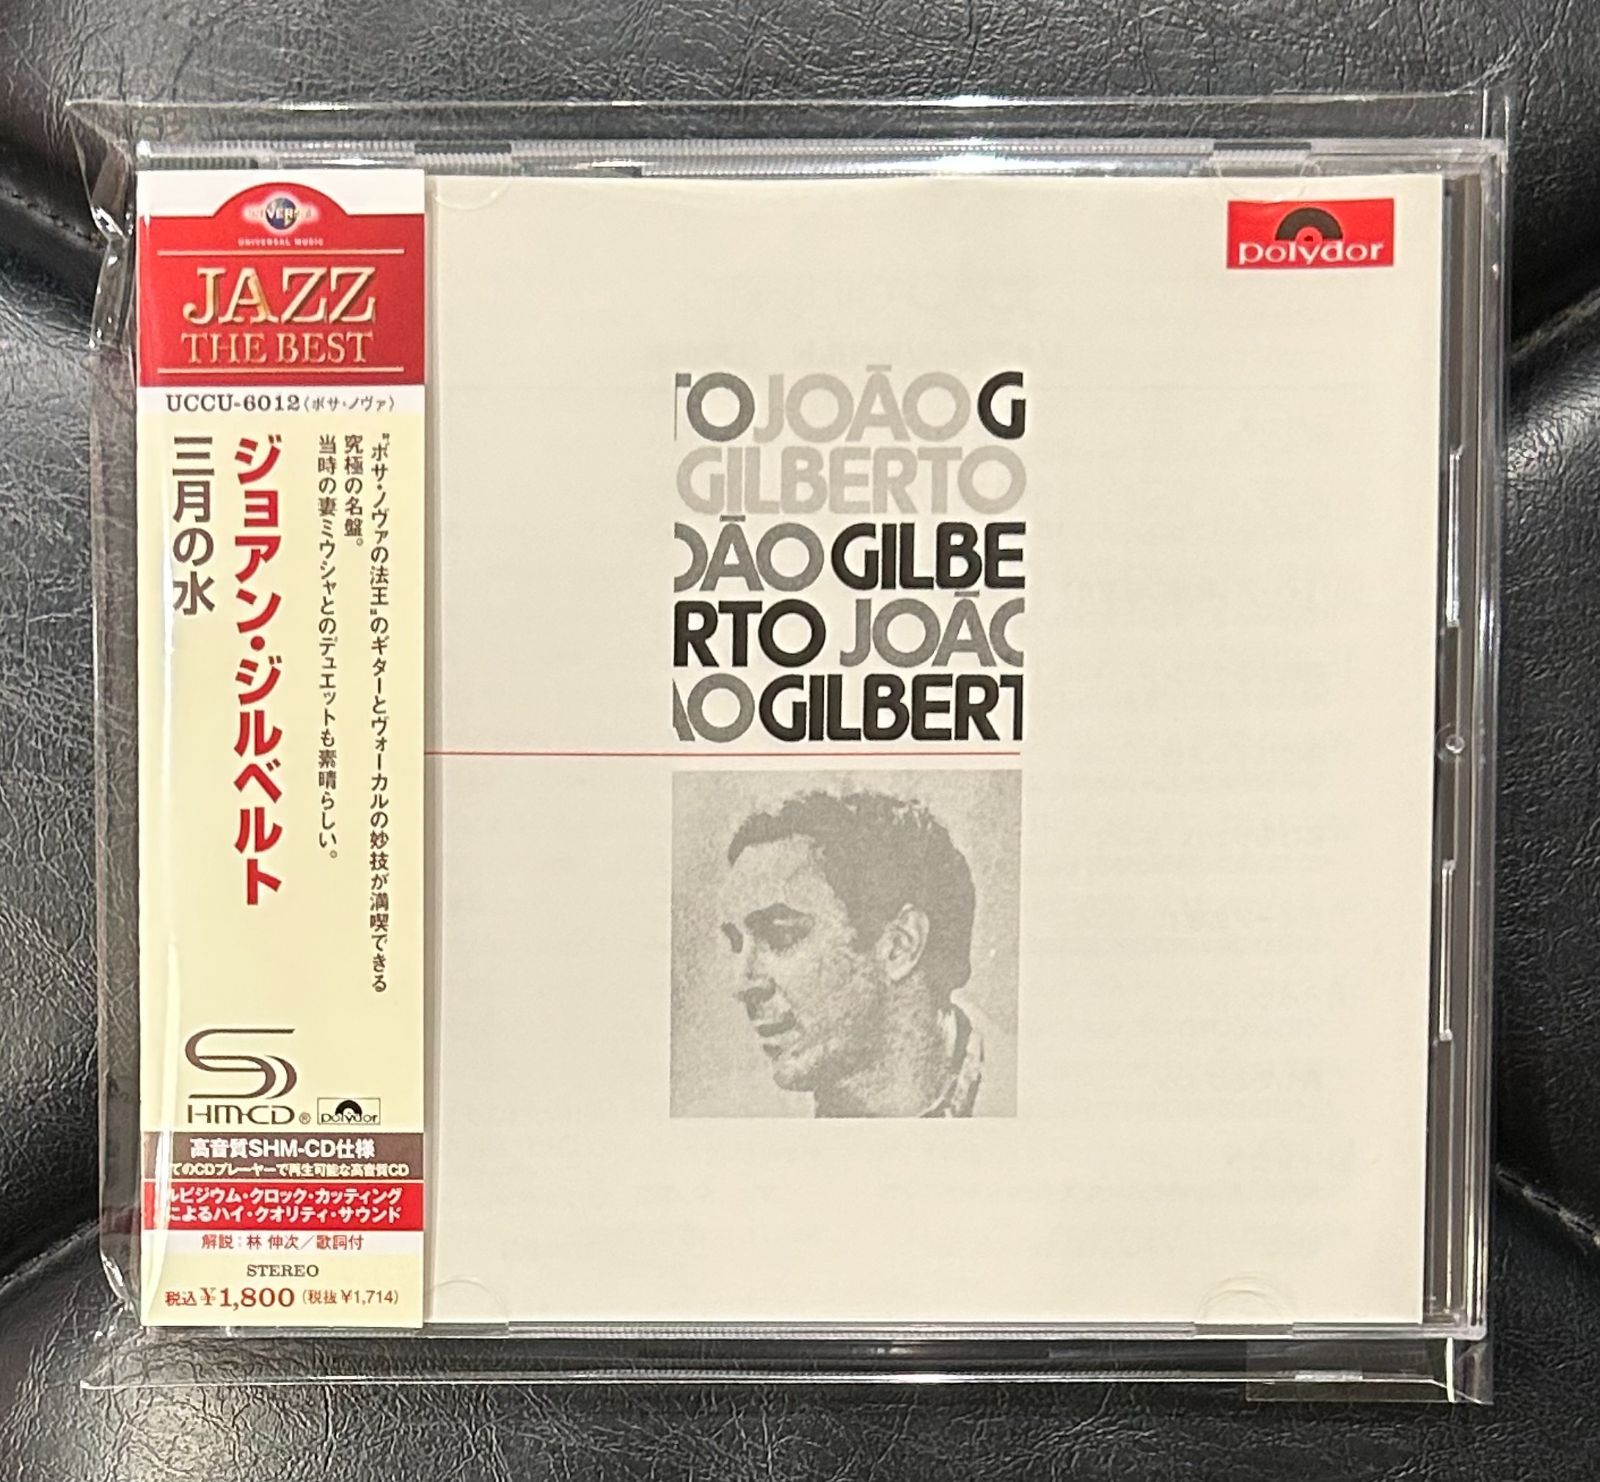 UNIVERSAL MUSIC
JAZZ
THE BEST
UCCU-6012〈ボサ・ノヴァ〉
"ボサ・ノヴァの法王"のギターとヴォーカルの妙技が満喫できる
究極の名盤。
当時の妻ミウシャとのデュエットも素晴らしい。
ジョアン・ジルベルト
三月の水
SHM-CD®
polydor
高音質SHM-CD仕様
てのCDプレーヤーで再生可能な高音質CD
ルビジウム・クロック・カッティング
によるハイ・クオリティ・サウンド
解説：林 伸次／歌詞付
STEREO
税込¥1,800（税抜¥1,714）
polydor
TO JOÃO G
GILBERTO
OÃO GILBE
RTO JOÃO
ÃO GILBERT